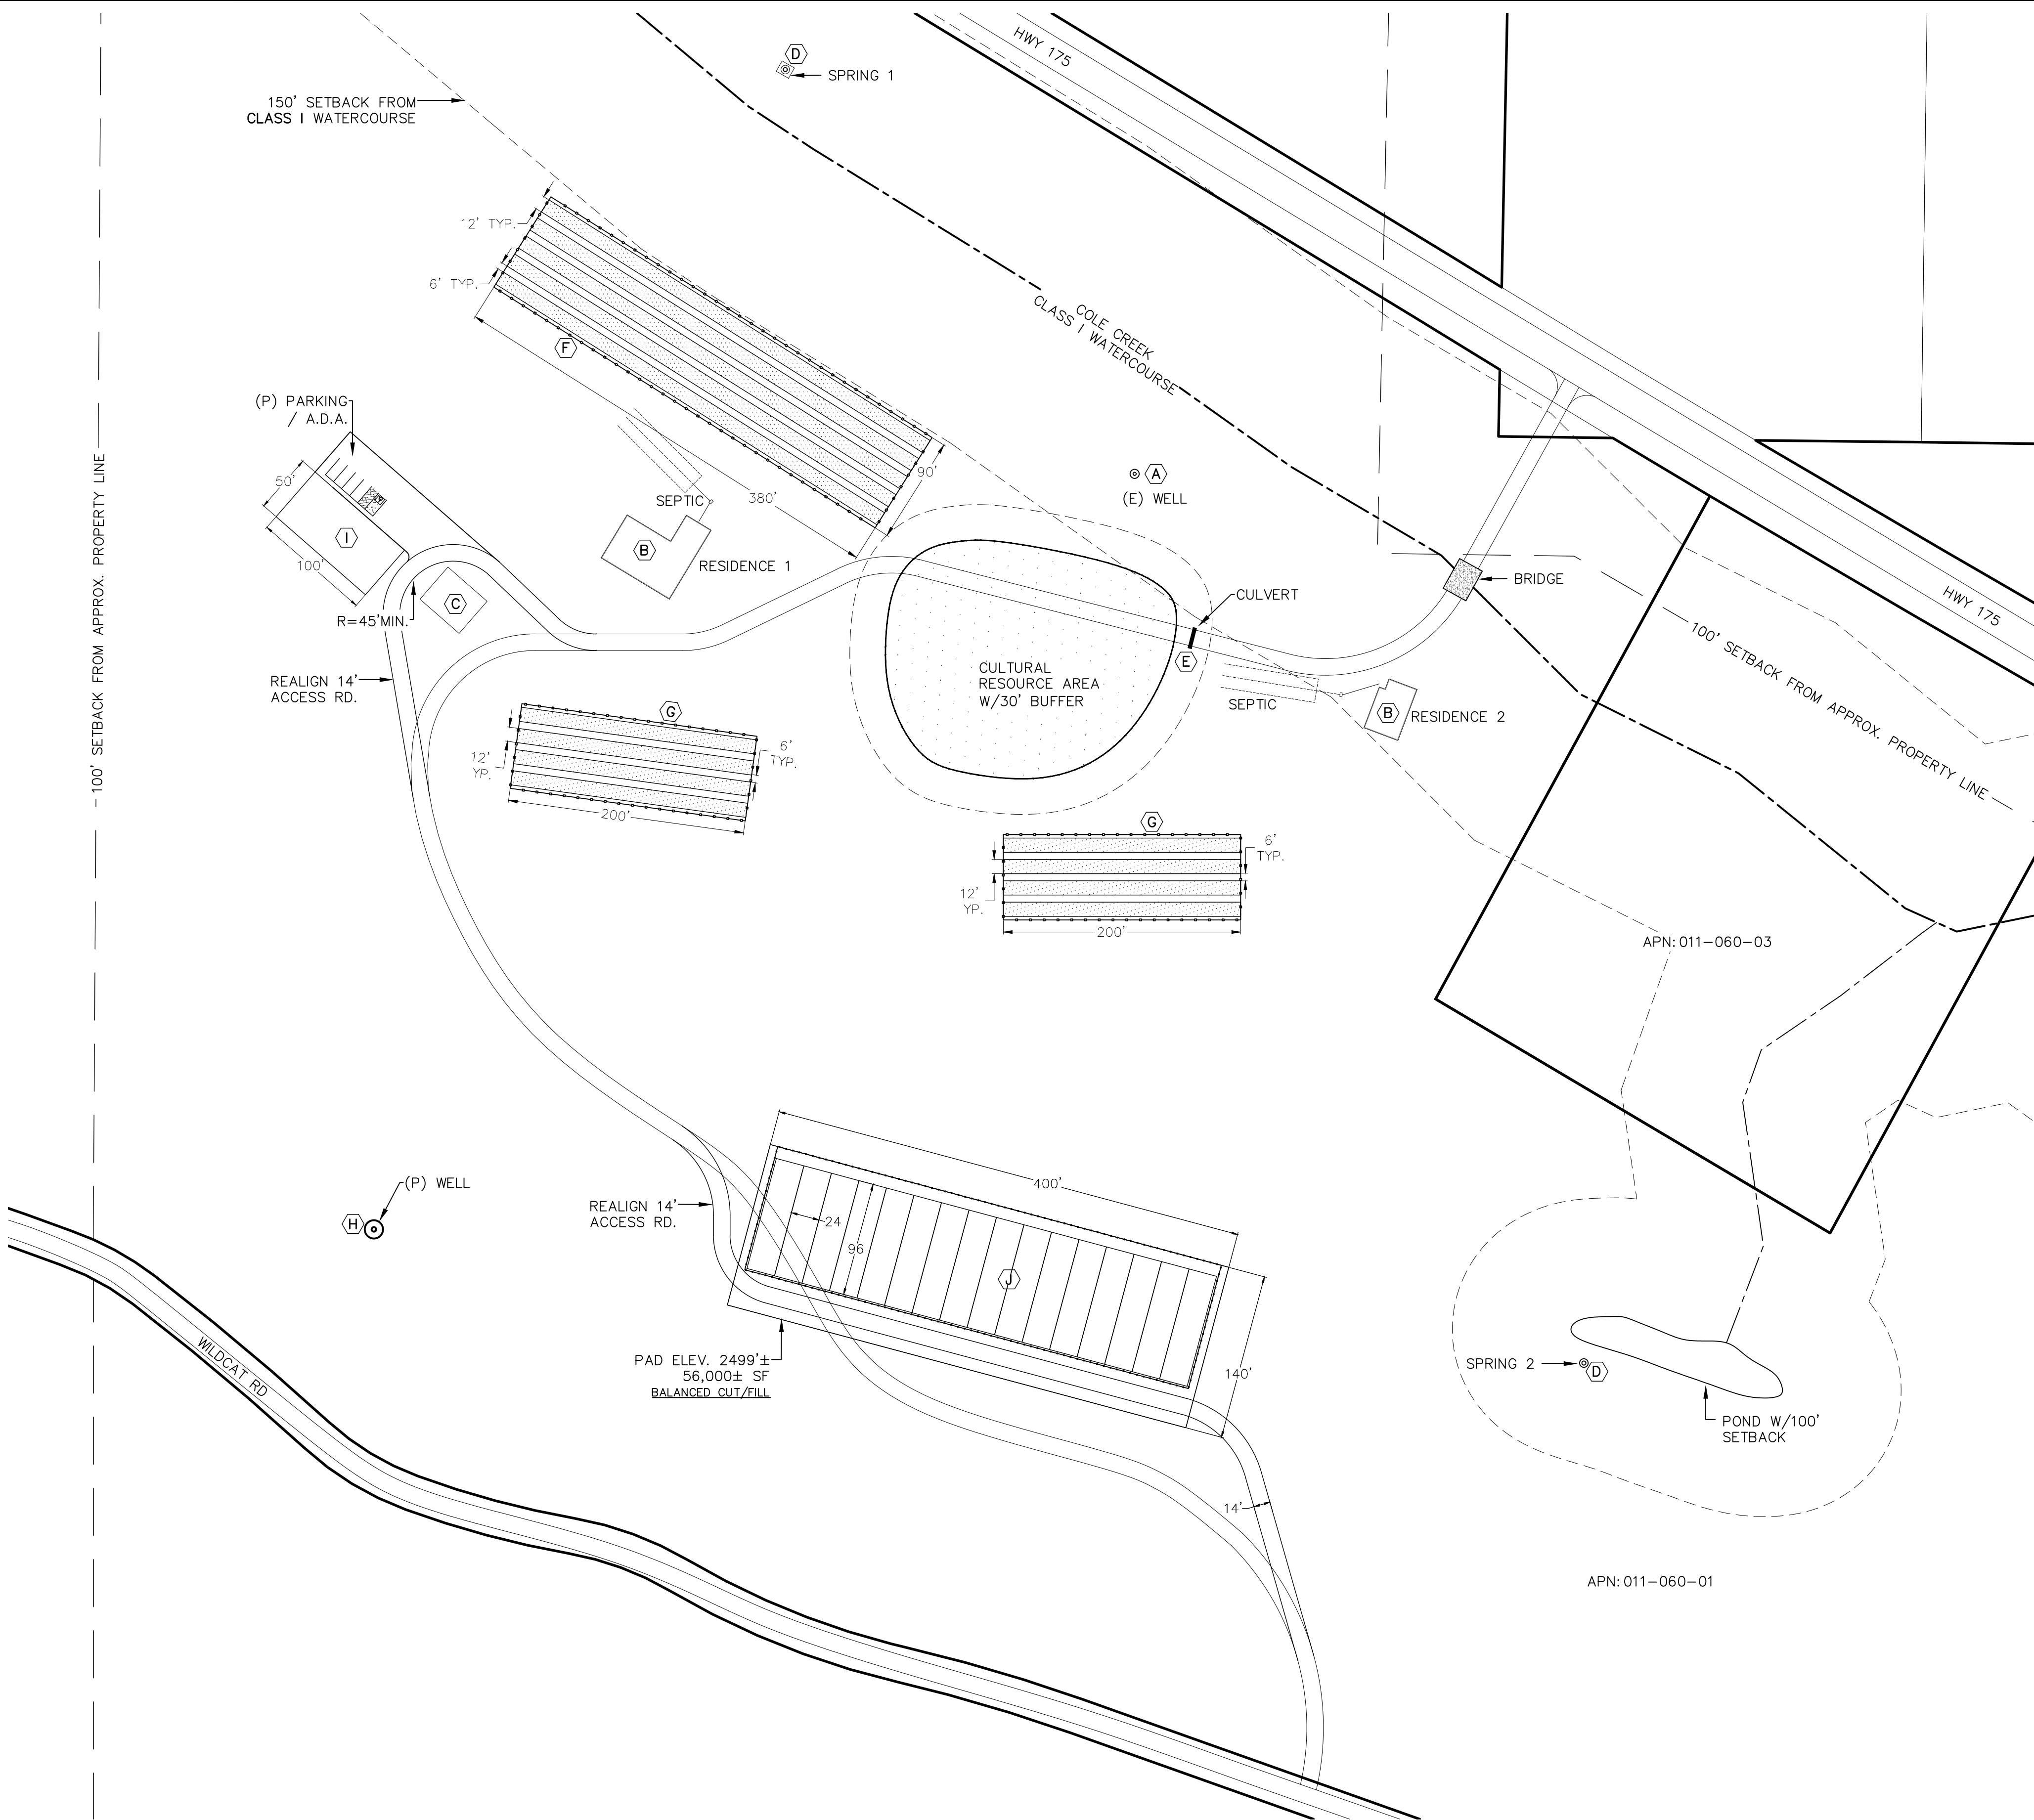 HWY 175
D
SPRING 1
150' SETBACK FROM
CLASS I WATERCOURSE
12' TYP.
6' TYP.
F
COLE CREEK
CLASS I WATERCOURSE
(P) PARKING
/ A.D.A.
50'
I
100'
90'
380'
SEPTIC
B
RESIDENCE 1
A
(E) WELL
C
R=45'MIN.
BRIDGE
CULVERT
E
HWY 175
100' SETBACK FROM APPROX. PROPERTY LINE
100' SETBACK FROM APPROX. PROPERTY LINE
REALIGN 14'
ACCESS RD.
CULTURAL
RESOURCE AREA
W/30' BUFFER
SEPTIC
B
RESIDENCE 2
G
12'
YP.
6'
TYP.
200'
G
6'
TYP.
12'
YP.
200'
APN: 011-060-03
(P) WELL
H
REALIGN 14'
ACCESS RD.
400'
24
96
J
140'
PAD ELEV. 2499'±
56,000± SF
BALANCED CUT/FILL
WILDCAT RD
SPRING 2
D
POND W/100'
SETBACK
14'
APN: 011-060-01